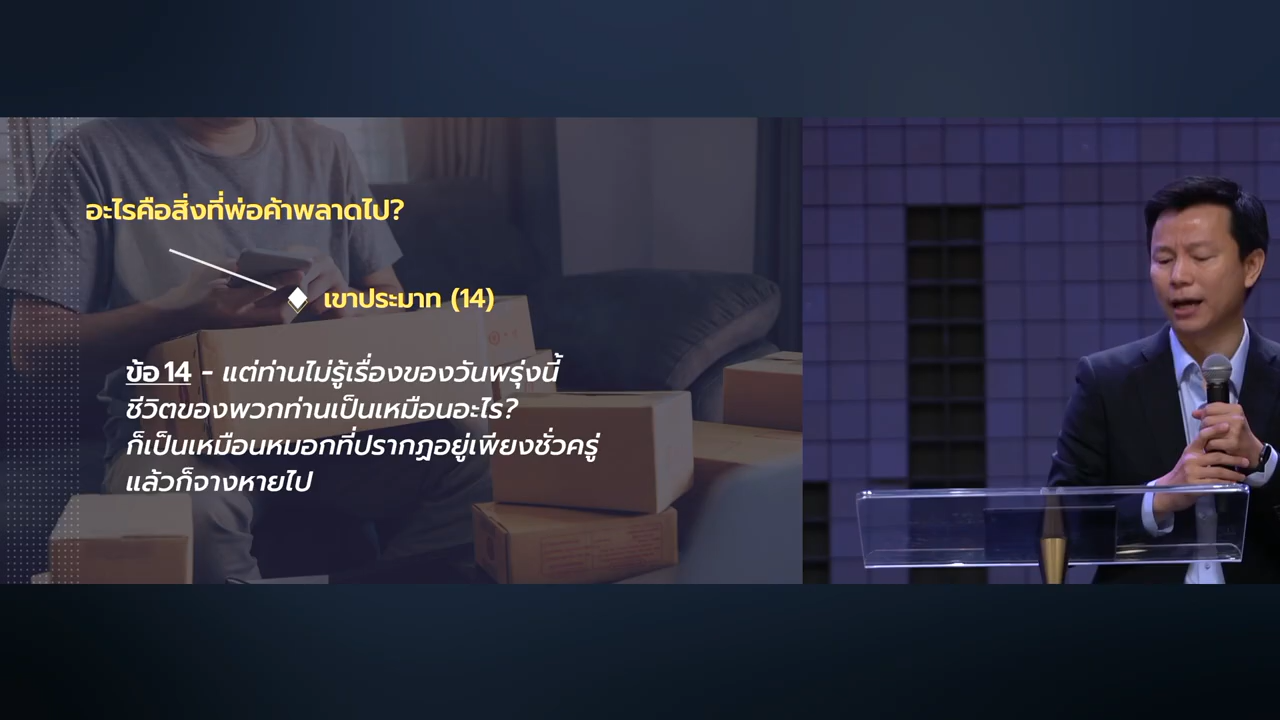 อะไรคือสิ่งที่พ่อค้าพลาดไป?
เขาประมาท (14)
ข้อ 14 - แต่ท่านไม่รู้เรื่องของวันพรุ่งนี้
ชีวิตของพวกท่านเป็นเหมือนอะไร?
ก็เป็นเหมือนหมอกที่ปรากฏอยู่เพียงชั่วครู่
แล้วก็จางหายไป